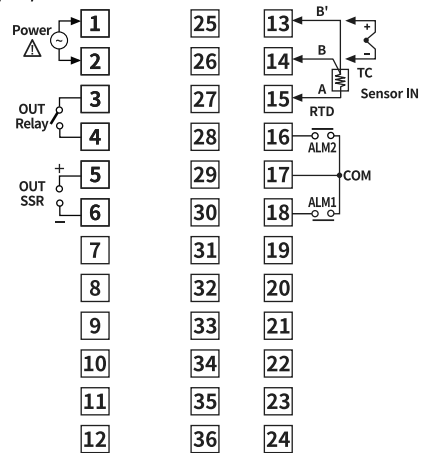 1 25 13 B'
Power ~ +
2 26 14 B
! -
TC
3 27 15 A Sensor IN
OUT RTD
Relay
4 28 16
ALM2
+ 5 29 17 COM
OUT
SSR
- 6 30 18 ALM1
7 31 19
8 32 20
9 33 21
10 34 22
11 35 23
12 36 24